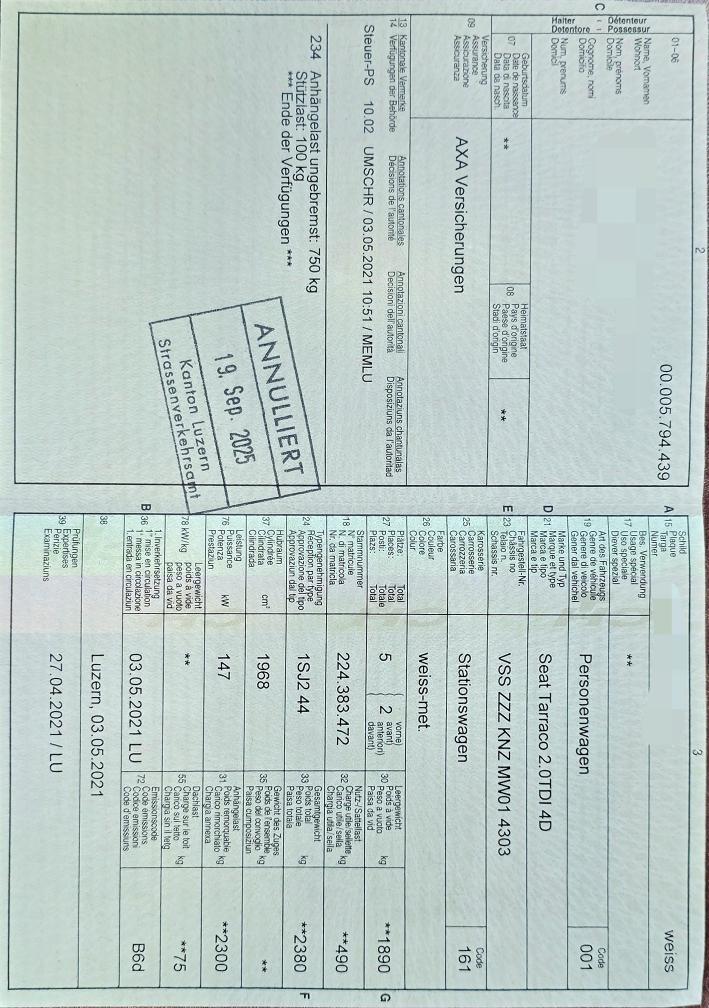 2
00.005.794.439
C
Halter - Détenteur
Detentore - Possessur
01-06
Name, Vornamen
Wohnort
Nom, prénoms
Domicile
Cognome, nomi
Domicilio
Num, prenums
Domicil
07
Geburtsdatum
Date de naissance
Data di nascita
Data da nasch.
**
08
Heimatstaat
Pays d'origine
Paese d'origine
Stadi d'origin
**
09
Versicherung
Assurance
Assicurazione
Assicuranza
AXA Versicherungen
13 Kantonale Vermerke
14 Verfügungen der Behörde
Annotations cantonales
Décisions de l'autorité
Annotazioni cantonali
Decisioni dell'autorità
Annotaziuns chantunalas
Disposiziuns da l'autoritad
Steuer-PS 10.02 UMSCHR / 03.05.2021 10:51 / MEMLU
234 Anhängelast ungebremst: 750 kg
Stützlast: 100 kg
*** Ende der Verfügungen ***
ANNULLIERT
19. Sep. 2025
Kanton Luzern
Strassenverkehrsamt
3
A
15
Schild
Plaque
Targa
Numer
weiss
17
Bes. Verwendung
Usage spécial
Uso speciale
Diever spezial
**
19
Art des Fahrzeugs
Genre de véhicule
Genere di veicolo
Gener dal vehichel
Personenwagen
Code
001
D
21
Marke und Typ
Marque et type
Marca e tipo
Marca e tip
Seat Tarraco 2.0TDI 4D
E
23
Fahrgestell-Nr.
Châssis no
Telaio n.
Schassis nr.
VSS ZZZ KNZ MW01 4303
25
Karosserie
Carrosserie
Carrozzeria
Carossaria
Stationswagen
Code
161
26
Farbe
Couleur
Colore
Colur
weiss-met.
27
Plätze: Total
Places: Total
Posti: Totale
Plazs: Total
5
2
vorne)
avant)
anteriori)
davant)
30
Leergewicht
Poids à vide
Peso a vuoto
Paisa da vid
kg
**1890
G
18
Stammnummer
N° matricule
N. di matricola
Nr. da matricla
224.383.472
32
Nutz-/Sattellast
Charge utile/sellette
Carico utile/sella
Chargia utila/sella
kg
**490
24
Typengenehmigung
Réception par type
Approvazione del tipo
Approvaziun dal tip
1SJ2 44
33
Gesamtgewicht
Poids total
Peso totale
Paisa totala
kg
**2380
F
37
Hubraum
Cylindrée
Cilindrata
Cilindrada
cm³
1968
35
Gewicht des Zuges
Poids de l'ensemble
Peso del convoglio
Paisa cumposiziun
kg
**
76
Leistung
Puissance
Potenza
Prestaziun
kW
147
31
Anhängelast
Poids remorquable
Carico rimorchiato
Chargia annexa
kg
**2300
78 kW/kg
Leergewicht
poids à vide
peso a vuoto
paisa da vid
**
55
Dachlast
Charge sur le toit
Carico sul tetto
Chargia sin il tetg
kg
**75
B
36
1. Inverkehrsetzung
1re mise en circulation
1a messa in circolazione
1. entrada en circulaziun
03.05.2021 LU
72
Emissionscode
Code émissions
Codice emissioni
Code d'emissiuns
B6d
38
Luzern, 03.05.2021
39
Prüfungen
Expertises
Perizie
Examinaziuns
27.04.2021 / LU